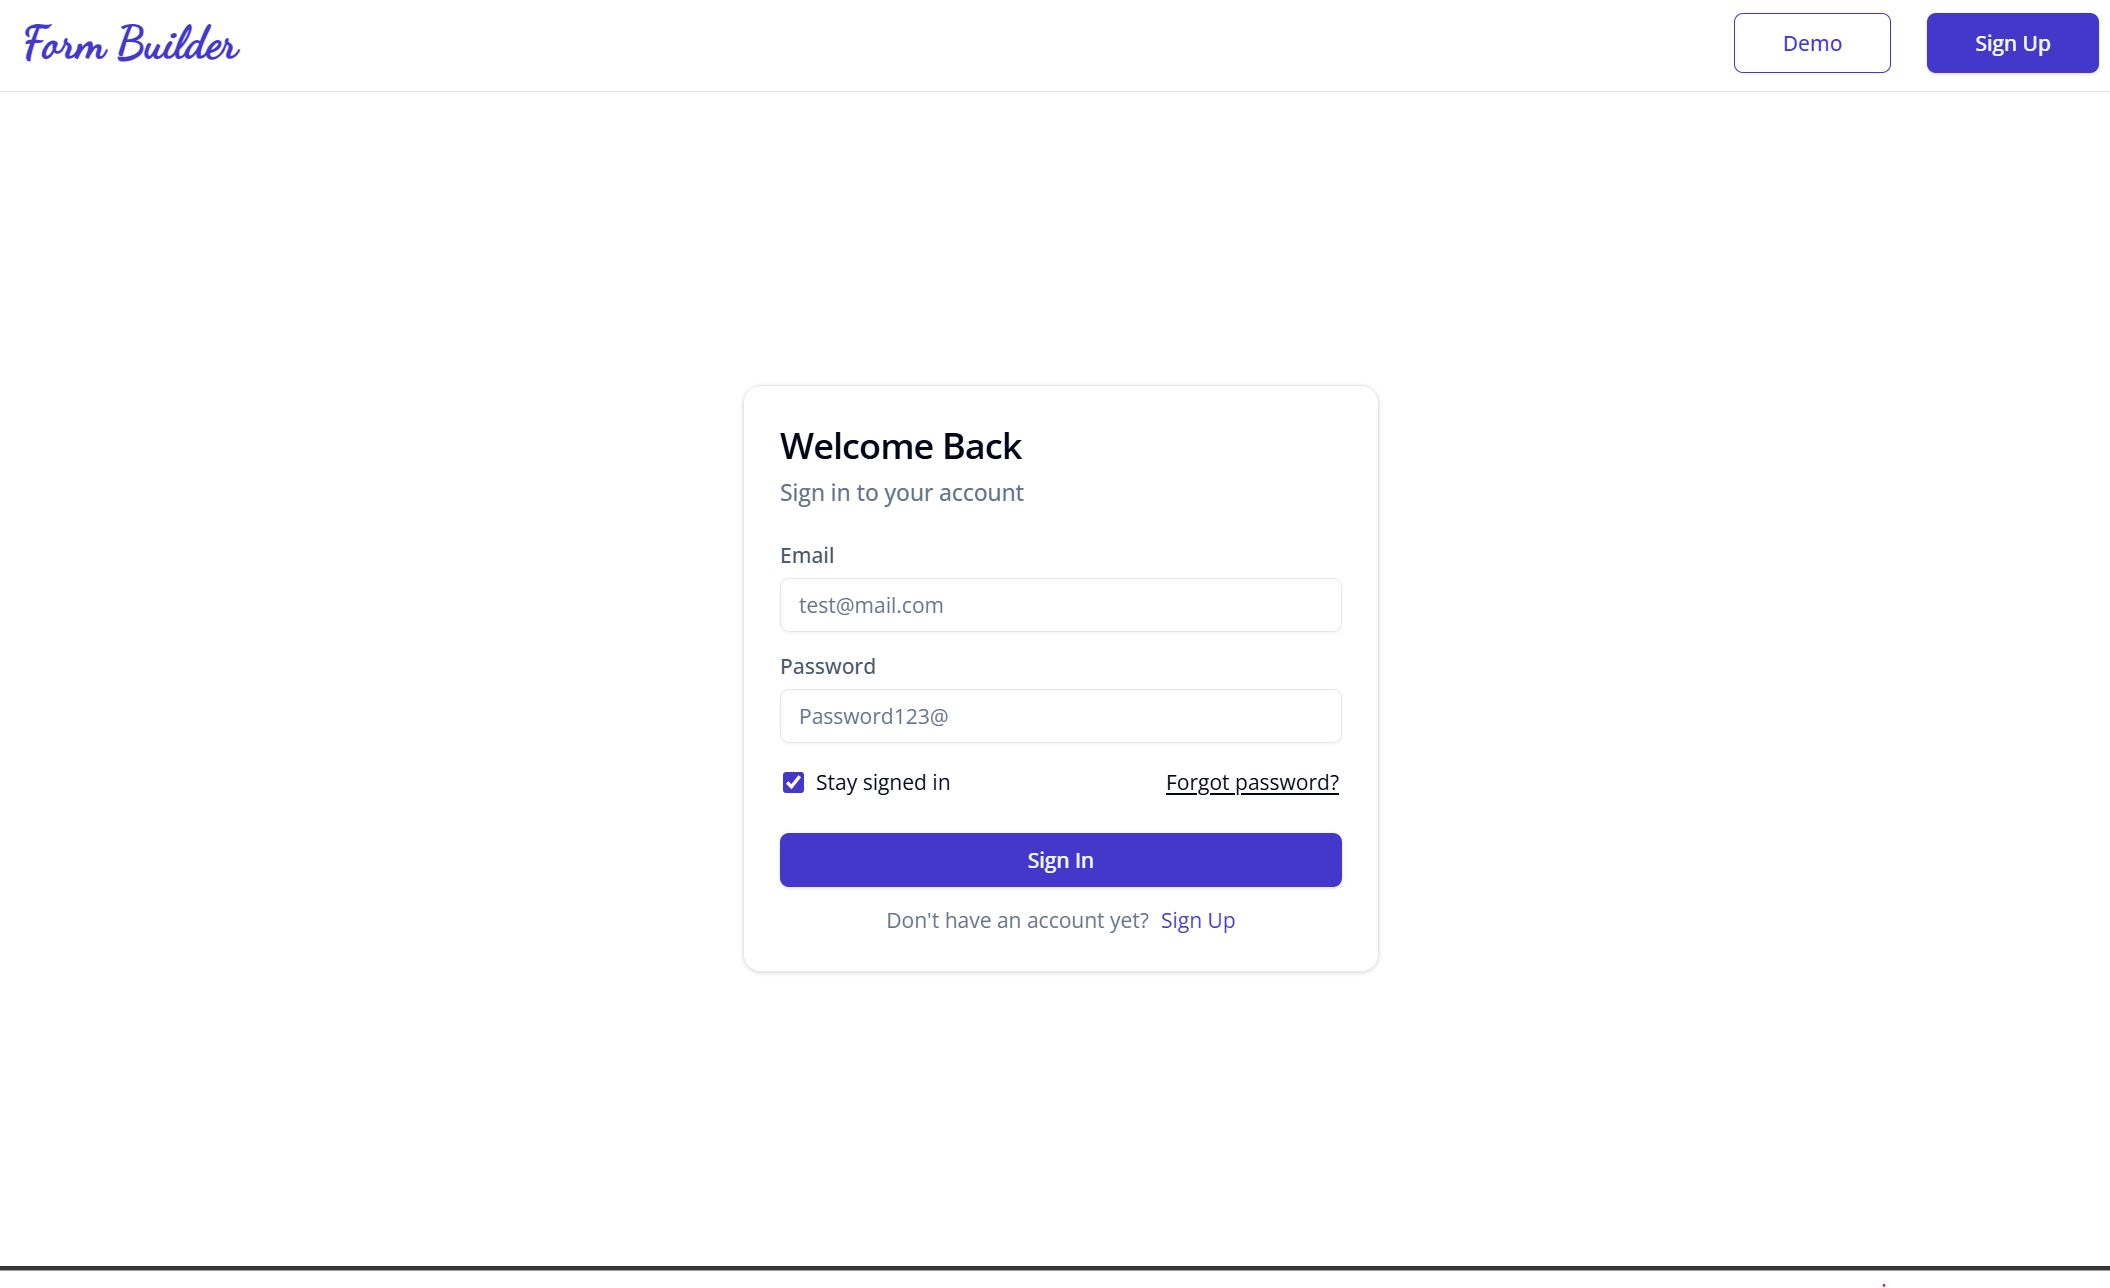 Form Builder
Demo
Sign Up
Welcome Back
Sign in to your account
Email
test@mail.com
Password
Password123@
Stay signed in
Forgot password?
Sign In
Don't have an account yet? Sign Up